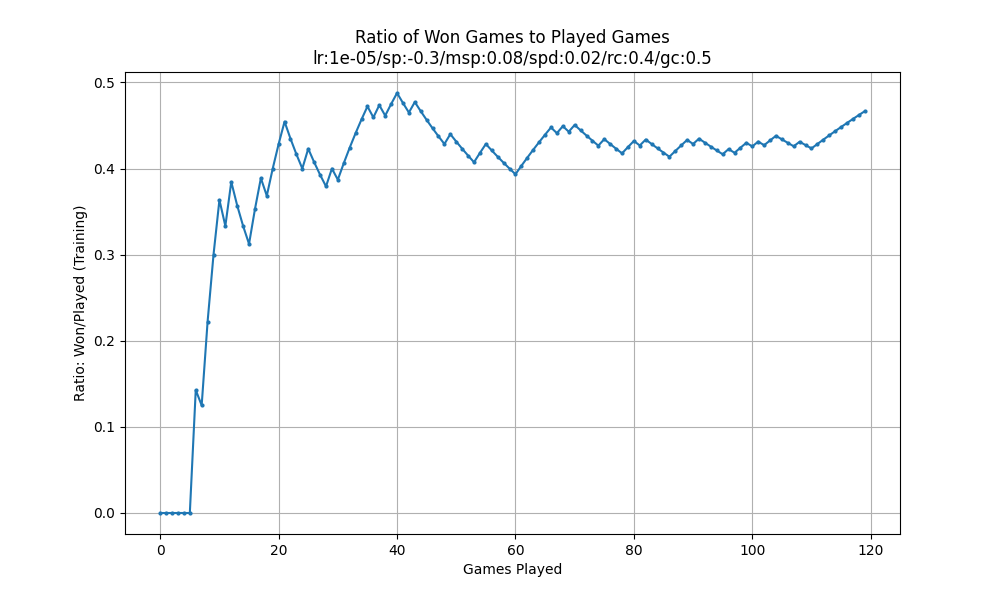 Ratio of Won Games to Played Games
lr:1e-05/sp:-0.3/msp:0.08/spd:0.02/rc:0.4/gc:0.5
0.5
0.4
0.3
0.2
0.1
0.0
Ratio: Won/Played (Training)
0 20 40 60 80 100 120
Games Played